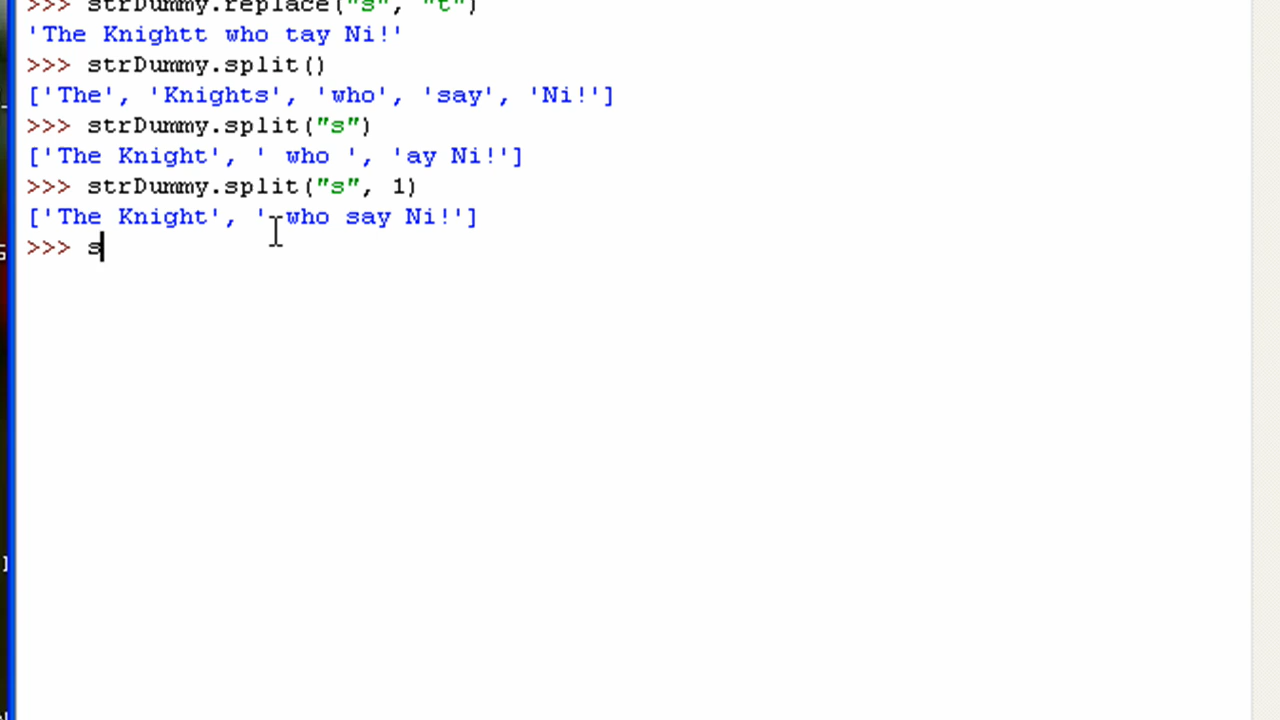 >>> strDummy.replace("s", "t")
'The Knightt who tay Ni!'
>>> strDummy.split()
['The', 'Knights', 'who', 'say', 'Ni!']
>>> strDummy.split("s")
['The Knight', ' who ', 'ay Ni!']
>>> strDummy.split("s", 1)
['The Knight', ' who say Ni!']
>>> s